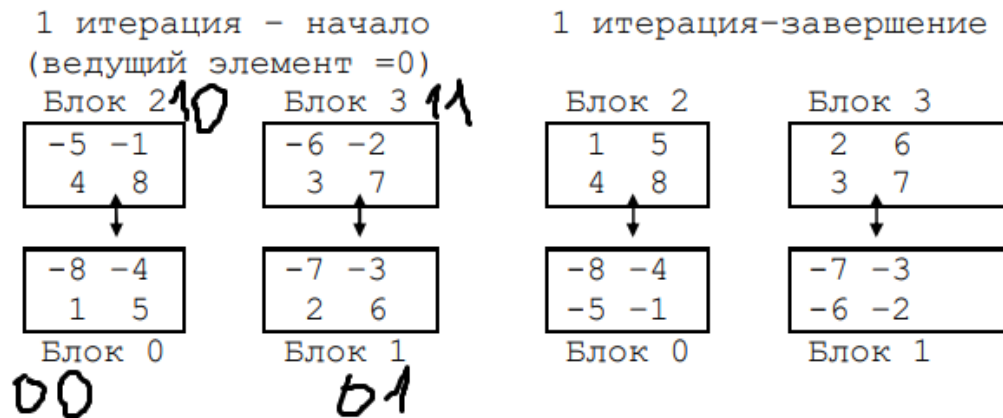 1 итерация – начало
(ведущий элемент =0)
Блок 2 10
Блок 3 11
-5 -1
4 8
-6 -2
3 7
-8 -4
1 5
-7 -3
2 6
Блок 0
Блок 1
00
01
1 итерация-завершение
Блок 2
Блок 3
1 5
4 8
2 6
3 7
-8 -4
-5 -1
-7 -3
-6 -2
Блок 0
Блок 1